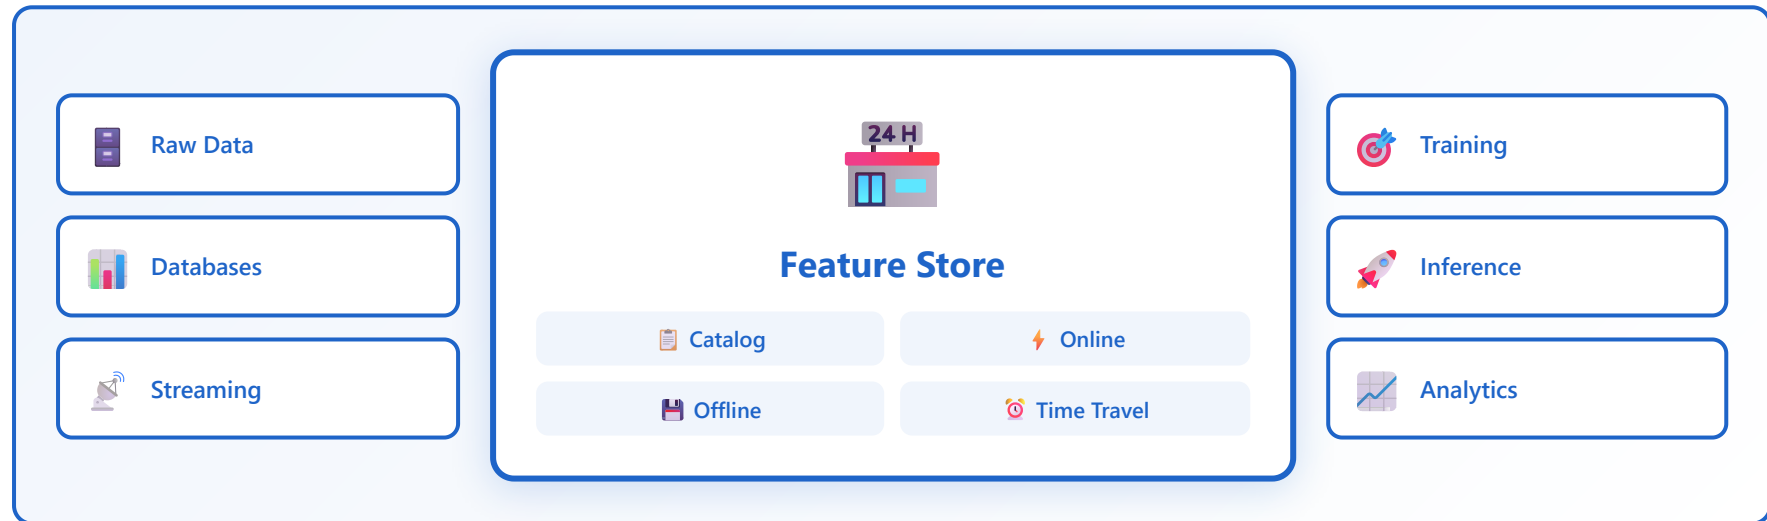 Raw Data
Databases
Streaming
24 H
Feature Store
Catalog
Online
Offline
Time Travel
Training
Inference
Analytics